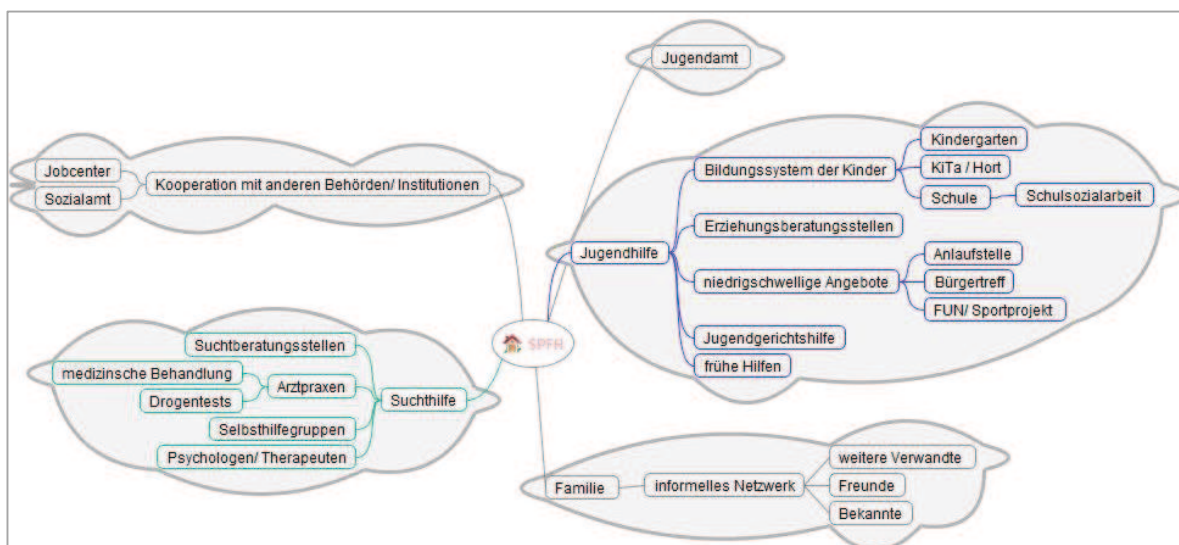 Jugendamt
Jobcenter
Sozialamt
Kooperation mit anderen Behörden/ Institutionen
Jugendhilfe
Bildungssystem der Kinder
Kindergarten
KiTa / Hort
Schule
Schulsozialarbeit
Erziehungsberatungsstellen
niedrigschwellige Angebote
Anlaufstelle
Bürgertreff
FUN/ Sportprojekt
Jugendgerichtshilfe
frühe Hilfen
SPFH
Suchtberatungsstellen
medizinsche Behandlung
Drogentests
Arztpraxen
Suchthilfe
Selbsthilfegruppen
Psychologen/ Therapeuten
Familie
informelles Netzwerk
weitere Verwandte
Freunde
Bekannte